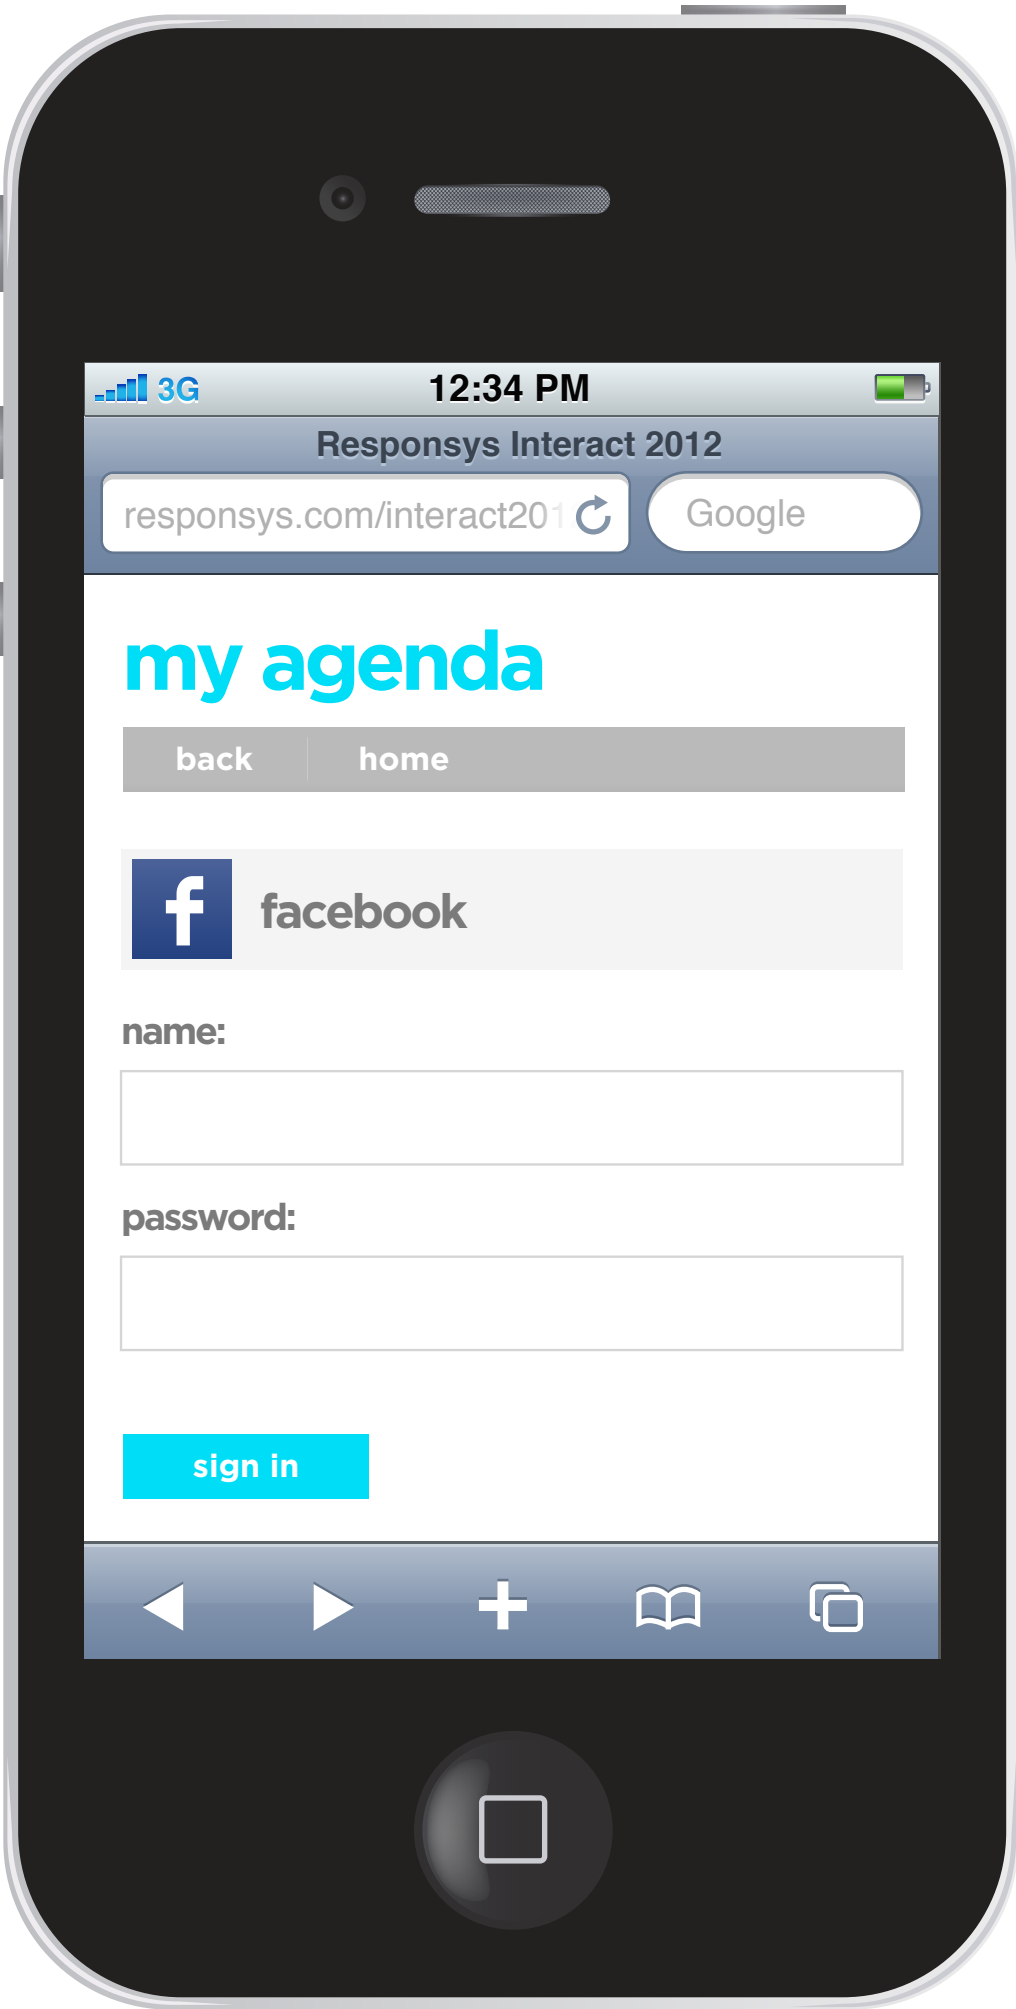 3G 12:34 PM
Responsys Interact 2012
responsys.com/interact201 Google
my agenda
back home
f facebook
name:
password:
sign in